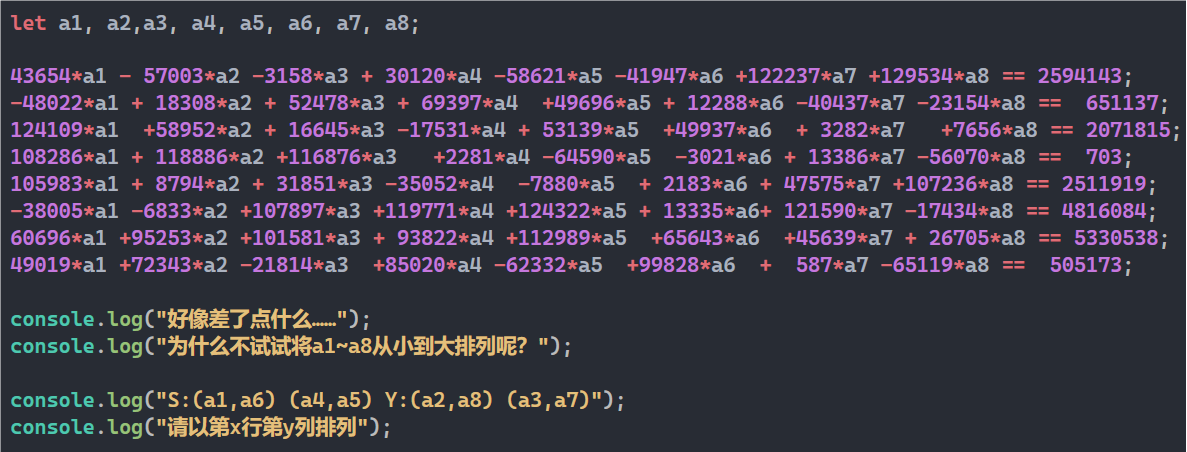 let a1, a2,a3, a4, a5, a6, a7, a8;
43654*a1 - 57003*a2 -3158*a3 + 30120*a4 -58621*a5 -41947*a6 +122237*a7 +129534*a8 == 2594143;
-48022*a1 + 18308*a2 + 52478*a3 + 69397*a4  +49696*a5 + 12288*a6 -40437*a7 -23154*a8 ==  651137;
124109*a1  +58952*a2 + 16645*a3 -17531*a4 + 53139*a5  +49937*a6  + 3282*a7   +7656*a8 == 2071815;
108286*a1 + 118886*a2 +116876*a3   +2281*a4 -64590*a5  -3021*a6 + 13386*a7 -56070*a8 ==  703;
105983*a1 + 8794*a2 + 31851*a3 -35052*a4  -7880*a5  + 2183*a6 + 47575*a7 +107236*a8 == 2511919;
-38005*a1 -6833*a2 +107897*a3 +119771*a4 +124322*a5 + 13335*a6+ 121590*a7 -17434*a8 == 4816084;
60696*a1 +95253*a2 +101581*a3 + 93822*a4 +112989*a5  +65643*a6  +45639*a7 + 26705*a8 == 5330538;
49019*a1 +72343*a2 -21814*a3  +85020*a4 -62332*a5  +99828*a6  +  587*a7 -65119*a8 ==  505173;
console.log("好像差了点什么……");
console.log("为什么不试试将a1~a8从小到大排列呢？");
console.log("S:(a1,a6) (a4,a5) Y:(a2,a8) (a3,a7)");
console.log("请以第x行第y列排列");